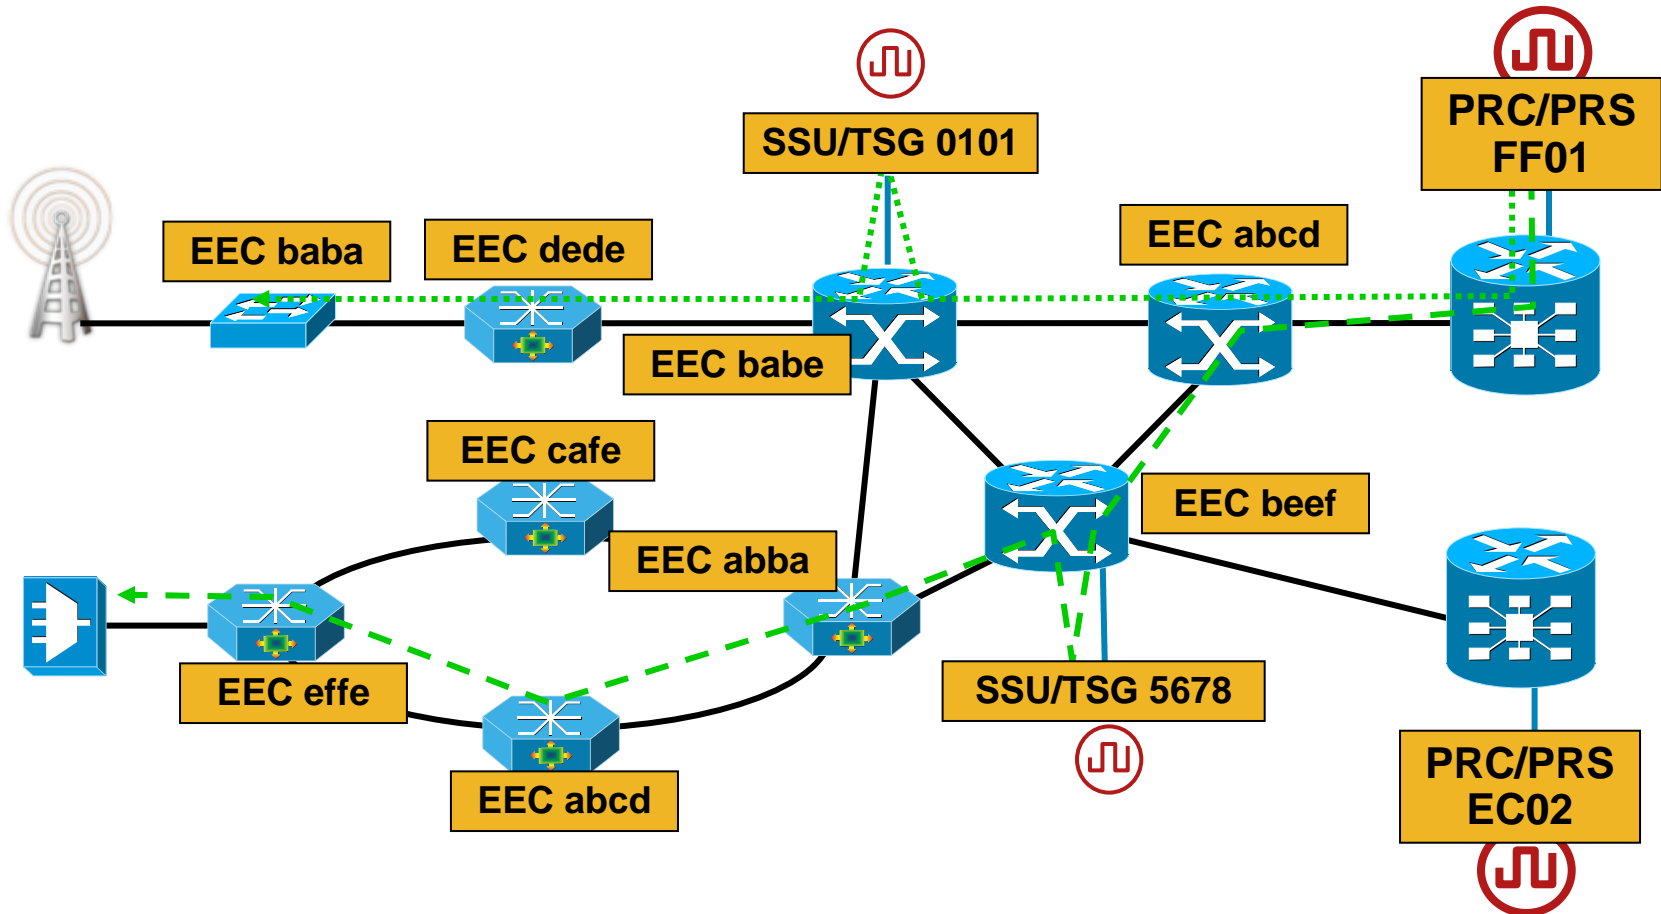 PRC/PRS
FF01
SSU/TSG 0101
EEC baba
EEC dede
EEC abcd
EEC babe
EEC cafe
EEC beef
EEC abba
EEC effe
SSU/TSG 5678
EEC abcd
PRC/PRS
EC02